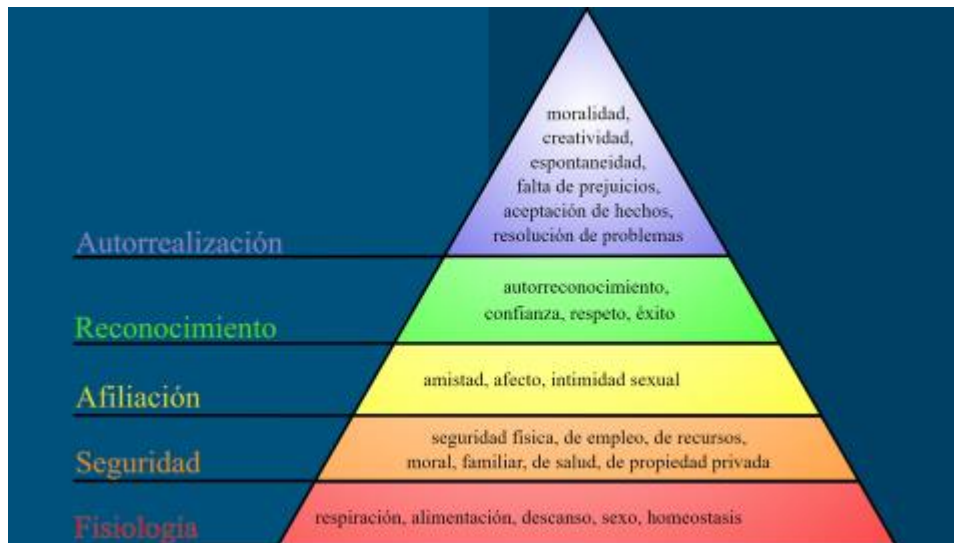 moralidad,
creatividad,
espontaneidad,
falta de prejuicios,
aceptación de hechos,
resolución de problemas
Autorrealización
autorreconocimiento,
confianza, respeto, éxito
Reconocimiento
amistad, afecto, intimidad sexual
Afiliación
seguridad física, de empleo, de recursos,
moral, familiar, de salud, de propiedad privada
Seguridad
respiración, alimentación, descanso, sexo, homeostasis
Fisiología